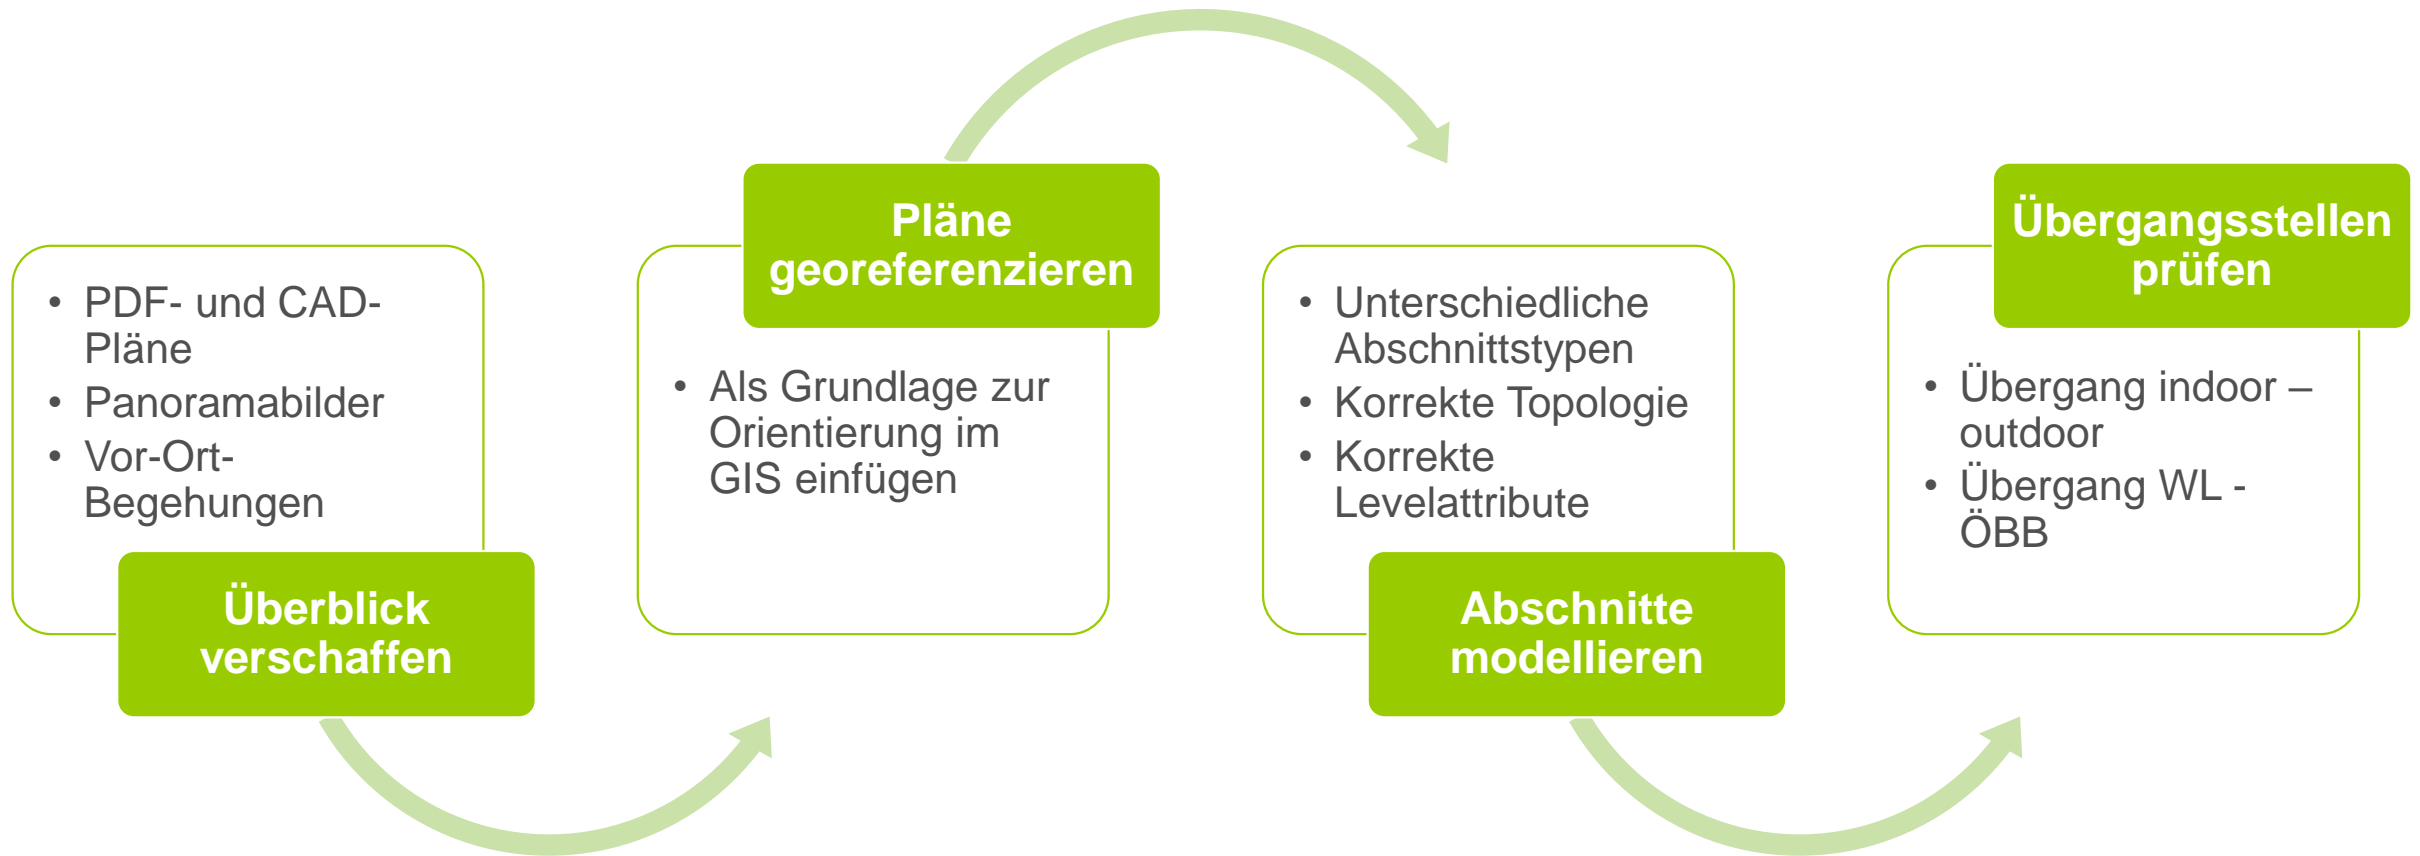 • PDF- und CAD-
Pläne
• Panoramabilder
• Vor-Ort-
Begehungen
Überblick
verschaffen
Pläne
georeferenzieren
• Als Grundlage zur
Orientierung im
GIS einfügen
• Unterschiedliche
Abschnittstypen
• Korrekte Topologie
• Korrekte
Levelattribute
Abschnitte
modellieren
Übergangsstellen
prüfen
• Übergang indoor –
outdoor
• Übergang WL -
ÖBB